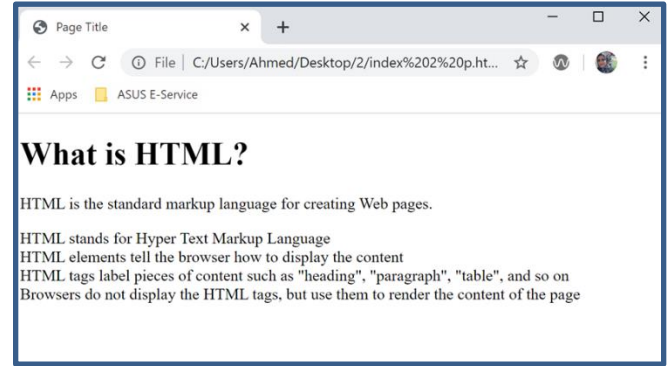 Page Title
File | C:/Users/Ahmed/Desktop/2/index%202%20p.ht...
Apps ASUS E-Service
What is HTML?
HTML is the standard markup language for creating Web pages.
HTML stands for Hyper Text Markup Language
HTML elements tell the browser how to display the content
HTML tags label pieces of content such as "heading", "paragraph", "table", and so on
Browsers do not display the HTML tags, but use them to render the content of the page